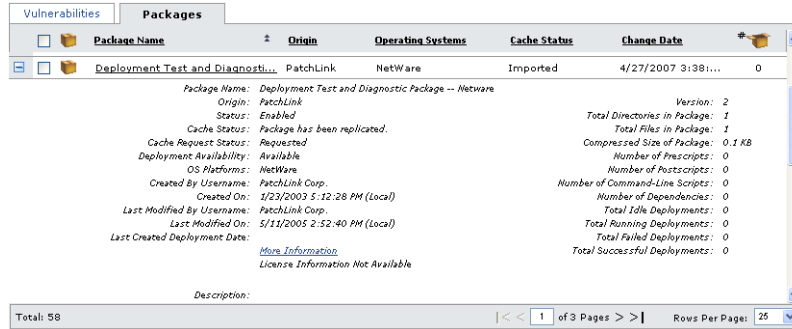 Vulnerabilities Packages
Package Name Origin Operating Systems Cache Status Change Date #
Deployment Test and Diagnosti... PatchLink NetWare Imported 4/27/2007 3:38:... 0
Package Name: Deployment Test and Diagnostic Package -- Netware
Origin: PatchLink Version: 2
Status: Enabled Total Directories in Package: 1
Cache Status: Package has been replicated. Total Files in Package: 1
Cache Request Status: Requested Compressed Size of Package: 0.1 KB
Deployment Availability: Available Number of Prescripts: 0
OS Platforms: NetWare Number of Postscripts: 0
Created By Username: PatchLink Corp. Number of Command-Line Scripts: 0
Created On: 1/23/2003 5:12:28 PM (Local) Number of Dependencies: 0
Last Modified By Username: PatchLink Corp. Total Idle Deployments: 0
Last Modified On: 5/11/2005 2:52:40 PM (Local) Total Running Deployments: 0
Last Created Deployment Date: Total Failed Deployments: 0
More Information Total Successful Deployments: 0
License Information Not Available
Description:
Total: 58 |< < 1 of 3 Pages > >| Rows Per Page: 25